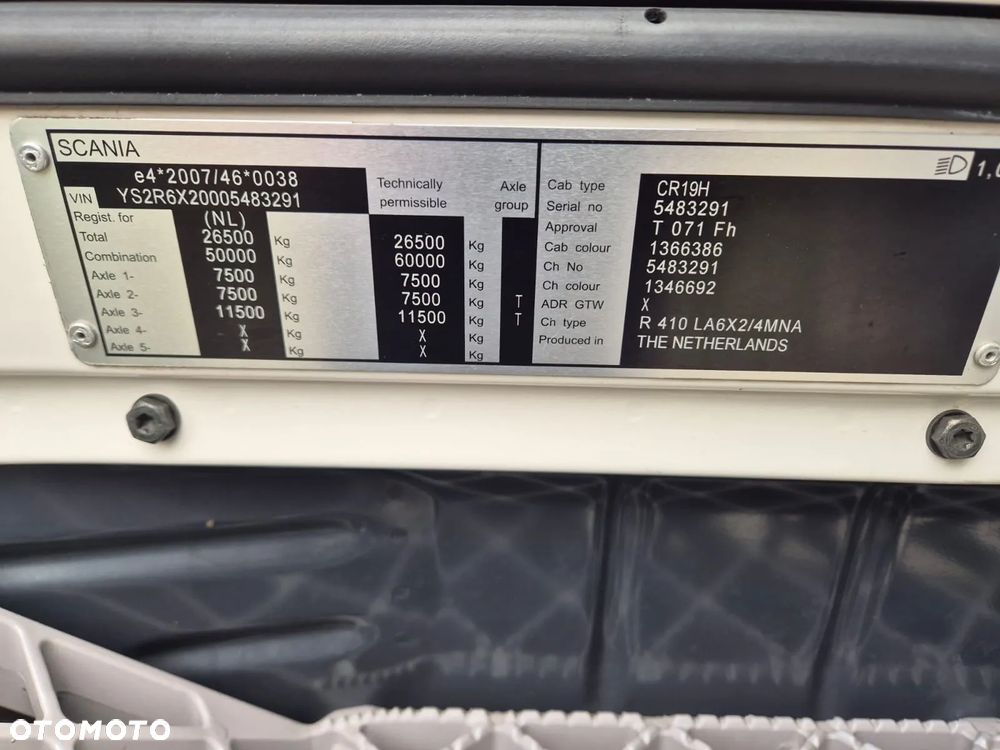 SCANIA
e4*2007/46*0038
VIN YS2R6X20005483291
Technically permissible
Axle group
Regist. for (NL)
Total 26500 Kg 26500 Kg
Combination 50000 Kg 60000 Kg
Axle 1- 7500 Kg 7500 Kg
Axle 2- 7500 Kg 7500 Kg T
Axle 3- 11500 Kg 11500 Kg T
Axle 4- X Kg X Kg
Axle 5- X Kg X Kg
1,0
Cab type CR19H
Serial no 5483291
Approval T 071 Fh
Cab colour 1366386
Ch No 5483291
Ch colour 1346692
ADR GTW X
Ch type R 410 LA6X2/4MNA
Produced in THE NETHERLANDS
OTOMOTO